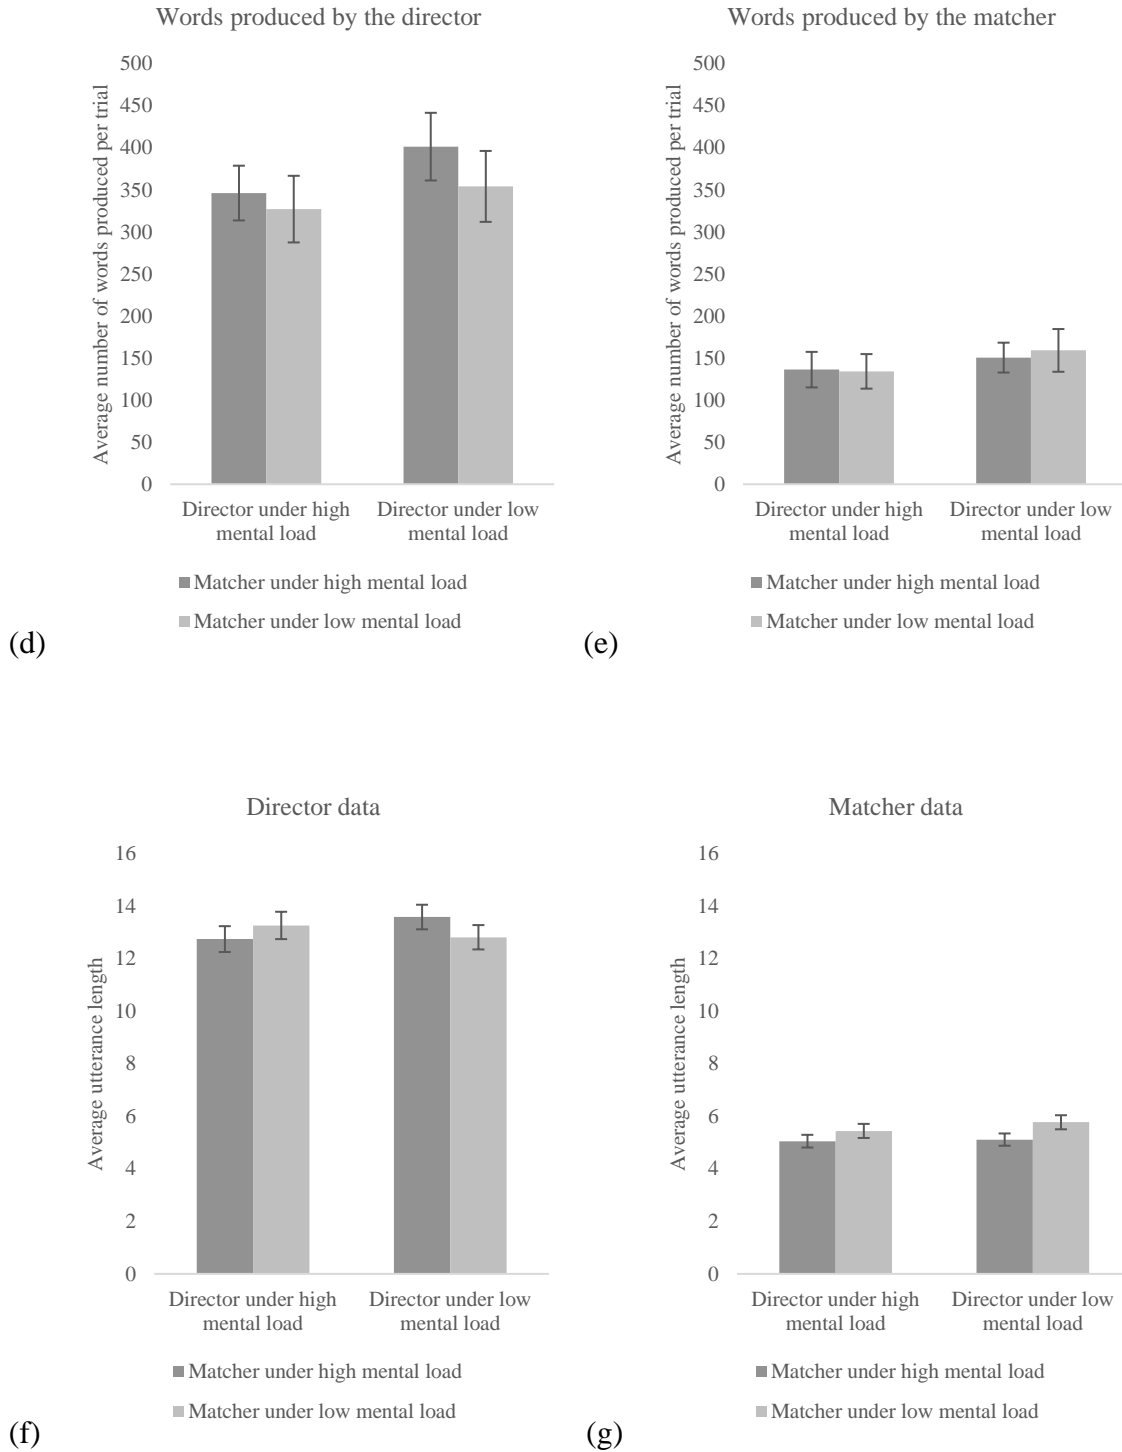 Words produced by the director
Average number of words produced per trial
500
450
400
350
300
250
200
150
100
50
0
Director under high
mental load
Director under low
mental load
Matcher under high mental load
Matcher under low mental load
(d)
Words produced by the matcher
Average number of words produced per trial
500
450
400
350
300
250
200
150
100
50
0
Director under high
mental load
Director under low
mental load
Matcher under high mental load
Matcher under low mental load
(e)
Director data
Average utterance length
16
14
12
10
8
6
4
2
0
Director under high
mental load
Director under low
mental load
Matcher under high mental load
Matcher under low mental load
(f)
Matcher data
Average utterance length
16
14
12
10
8
6
4
2
0
Director under high
mental load
Director under low
mental load
Matcher under high mental load
Matcher under low mental load
(g)